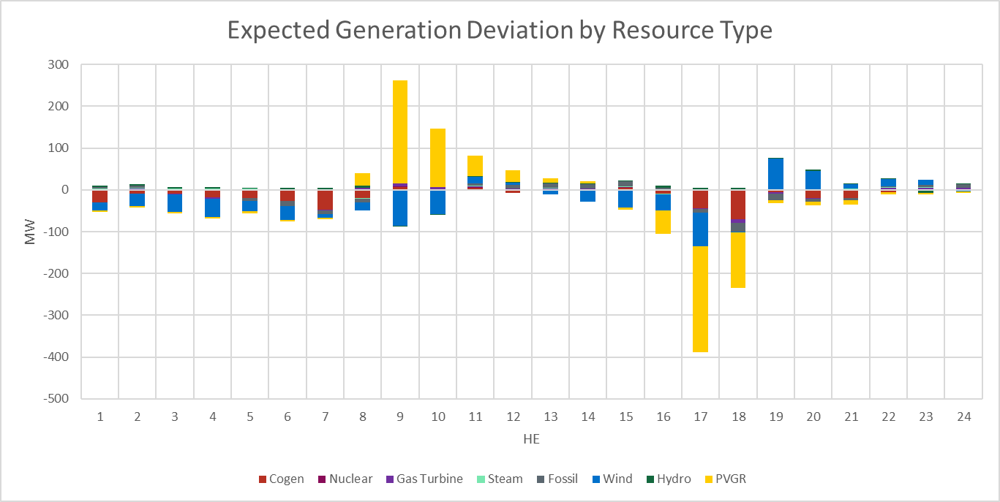 Expected Generation Deviation by Resource Type
300
200
100
0
-100
-200
-300
-400
-500
MW
1 2 3 4 5 6 7 8 9 10 11 12 13 14 15 16 17 18 19 20 21 22 23 24
HE
Cogen Nuclear Gas Turbine Steam Fossil Wind Hydro PVGR